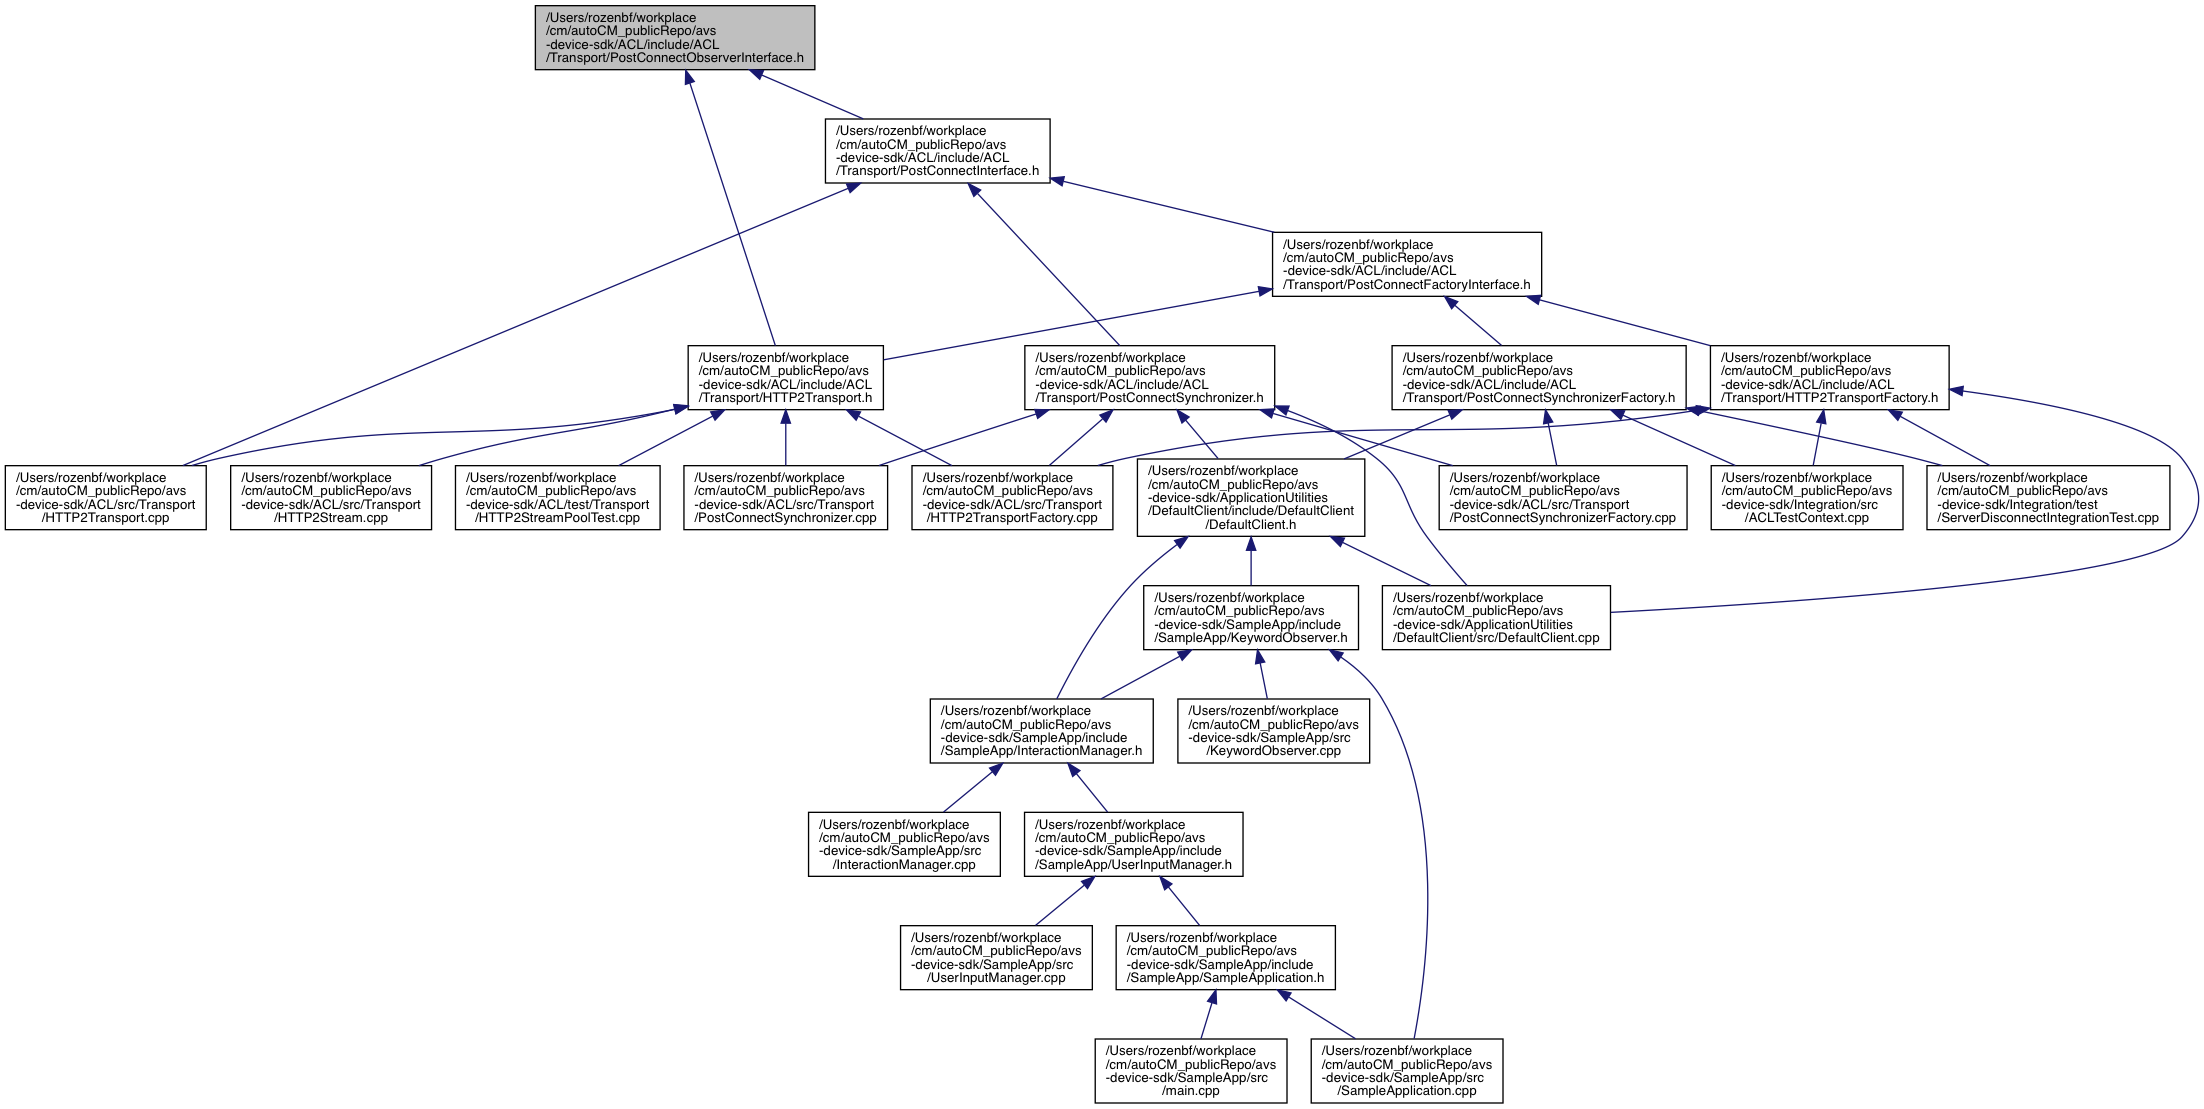 /Users/rozenbf/workplace
/cm/autoCM_publicRepo/avs
-device-sdk/ACL/include/ACL
/Transport/PostConnectObserverInterface.h
/Users/rozenbf/workplace
/cm/autoCM_publicRepo/avs
-device-sdk/ACL/include/ACL
/Transport/PostConnectInterface.h
/Users/rozenbf/workplace
/cm/autoCM_publicRepo/avs
-device-sdk/ACL/include/ACL
/Transport/PostConnectFactoryInterface.h
/Users/rozenbf/workplace
/cm/autoCM_publicRepo/avs
-device-sdk/ACL/include/ACL
/Transport/HTTP2Transport.h
/Users/rozenbf/workplace
/cm/autoCM_publicRepo/avs
-device-sdk/ACL/include/ACL
/Transport/PostConnectSynchronizer.h
/Users/rozenbf/workplace
/cm/autoCM_publicRepo/avs
-device-sdk/ACL/include/ACL
/Transport/PostConnectSynchronizerFactory.h
/Users/rozenbf/workplace
/cm/autoCM_publicRepo/avs
-device-sdk/ACL/include/ACL
/Transport/HTTP2TransportFactory.h
/Users/rozenbf/workplace
/cm/autoCM_publicRepo/avs
-device-sdk/ACL/src/Transport
/HTTP2Transport.cpp
/Users/rozenbf/workplace
/cm/autoCM_publicRepo/avs
-device-sdk/ACL/src/Transport
/HTTP2Stream.cpp
/Users/rozenbf/workplace
/cm/autoCM_publicRepo/avs
-device-sdk/ACL/test/Transport
/HTTP2StreamPoolTest.cpp
/Users/rozenbf/workplace
/cm/autoCM_publicRepo/avs
-device-sdk/ACL/src/Transport
/PostConnectSynchronizer.cpp
/Users/rozenbf/workplace
/cm/autoCM_publicRepo/avs
-device-sdk/ACL/src/Transport
/HTTP2TransportFactory.cpp
/Users/rozenbf/workplace
/cm/autoCM_publicRepo/avs
-device-sdk/ApplicationUtilities
/DefaultClient/include/DefaultClient
/DefaultClient.h
/Users/rozenbf/workplace
/cm/autoCM_publicRepo/avs
-device-sdk/ACL/src/Transport
/PostConnectSynchronizerFactory.cpp
/Users/rozenbf/workplace
/cm/autoCM_publicRepo/avs
-device-sdk/Integration/src
/ACLTestContext.cpp
/Users/rozenbf/workplace
/cm/autoCM_publicRepo/avs
-device-sdk/Integration/test
/ServerDisconnectIntegrationTest.cpp
/Users/rozenbf/workplace
/cm/autoCM_publicRepo/avs
-device-sdk/SampleApp/include
/SampleApp/KeywordObserver.h
/Users/rozenbf/workplace
/cm/autoCM_publicRepo/avs
-device-sdk/ApplicationUtilities
/DefaultClient/src/DefaultClient.cpp
/Users/rozenbf/workplace
/cm/autoCM_publicRepo/avs
-device-sdk/SampleApp/include
/SampleApp/InteractionManager.h
/Users/rozenbf/workplace
/cm/autoCM_publicRepo/avs
-device-sdk/SampleApp/src
/KeywordObserver.cpp
/Users/rozenbf/workplace
/cm/autoCM_publicRepo/avs
-device-sdk/SampleApp/src
/InteractionManager.cpp
/Users/rozenbf/workplace
/cm/autoCM_publicRepo/avs
-device-sdk/SampleApp/include
/SampleApp/UserInputManager.h
/Users/rozenbf/workplace
/cm/autoCM_publicRepo/avs
-device-sdk/SampleApp/src
/UserInputManager.cpp
/Users/rozenbf/workplace
/cm/autoCM_publicRepo/avs
-device-sdk/SampleApp/include
/SampleApp/SampleApplication.h
/Users/rozenbf/workplace
/cm/autoCM_publicRepo/avs
-device-sdk/SampleApp/src
/main.cpp
/Users/rozenbf/workplace
/cm/autoCM_publicRepo/avs
-device-sdk/SampleApp/src
/SampleApplication.cpp